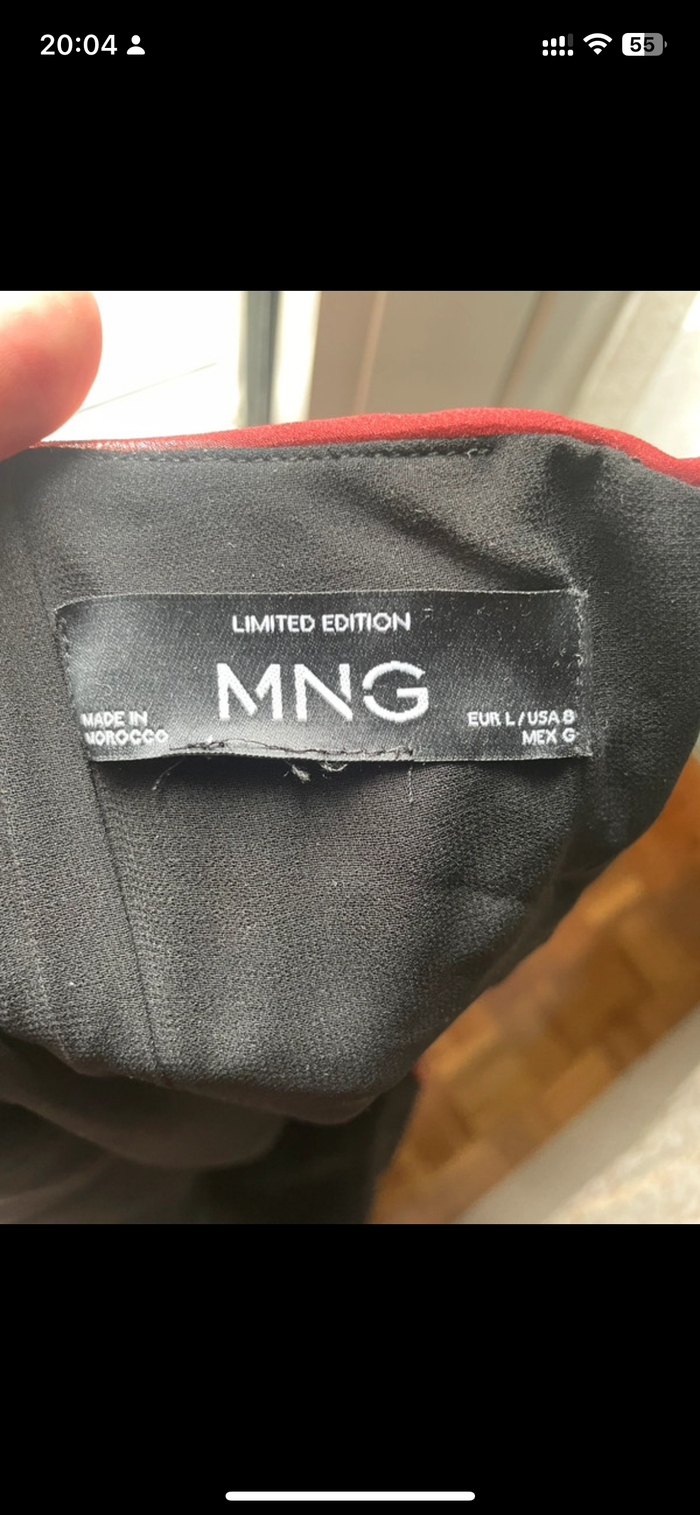 20:04
55
LIMITED EDITION
MNG
MADE IN
MOROCCO
EUR L / USA 8
MEX G